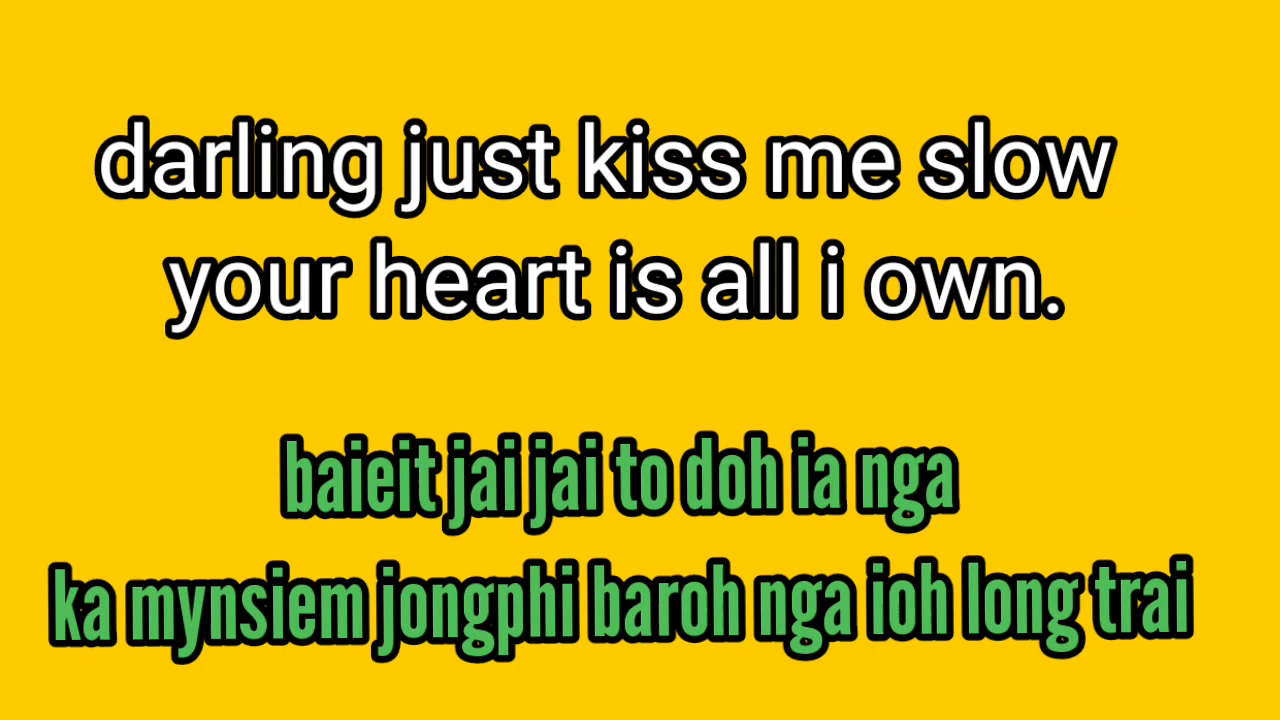 darling just kiss me slow
your heart is all i own.
baieit jai jai to doh ia nga
ka mynsiem jongphi baroh nga ioh long trai